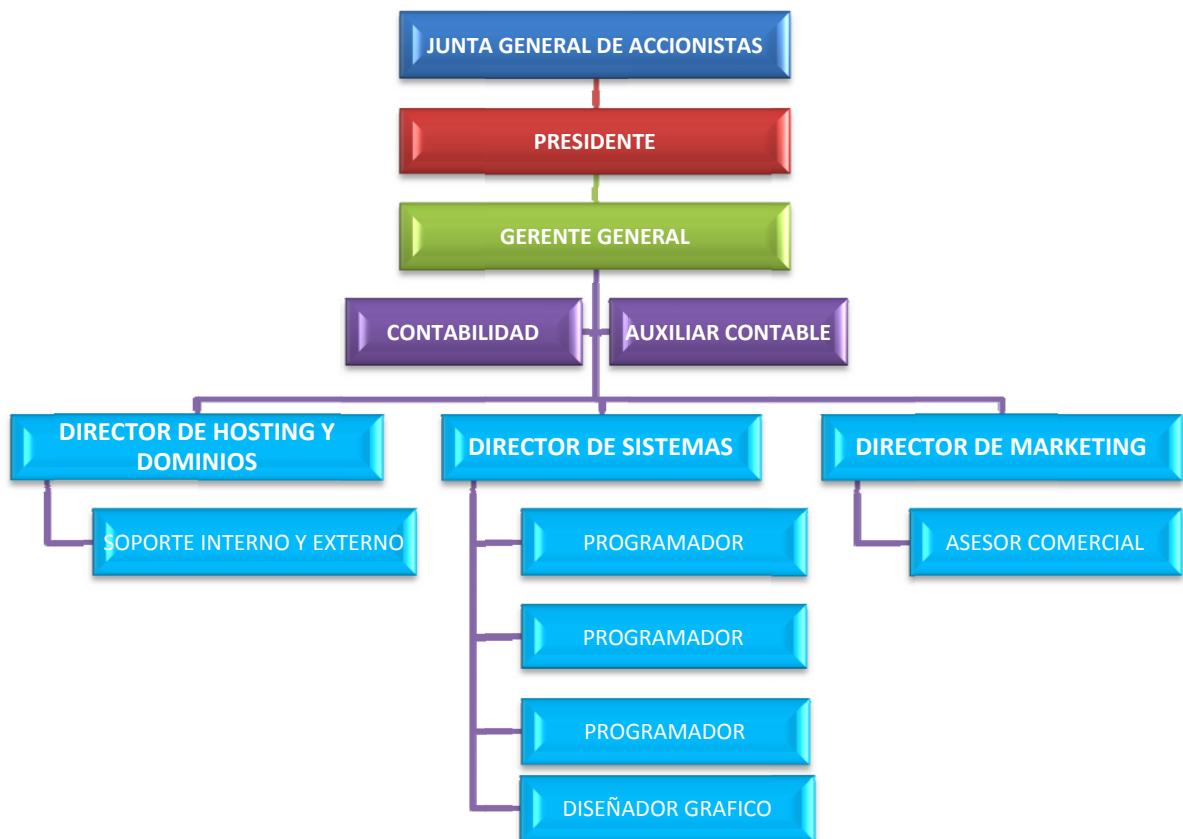 JUNTA GENERAL DE ACCIONISTAS
PRESIDENTE
GERENTE GENERAL
CONTABILIDAD
AUXILIAR CONTABLE
DIRECTOR DE HOSTING Y
DOMINIOS
DIRECTOR DE SISTEMAS
DIRECTOR DE MARKETING
SOPORTE INTERNO Y EXTERNO
PROGRAMADOR
ASESOR COMERCIAL
PROGRAMADOR
PROGRAMADOR
DISEÑADOR GRAFICO